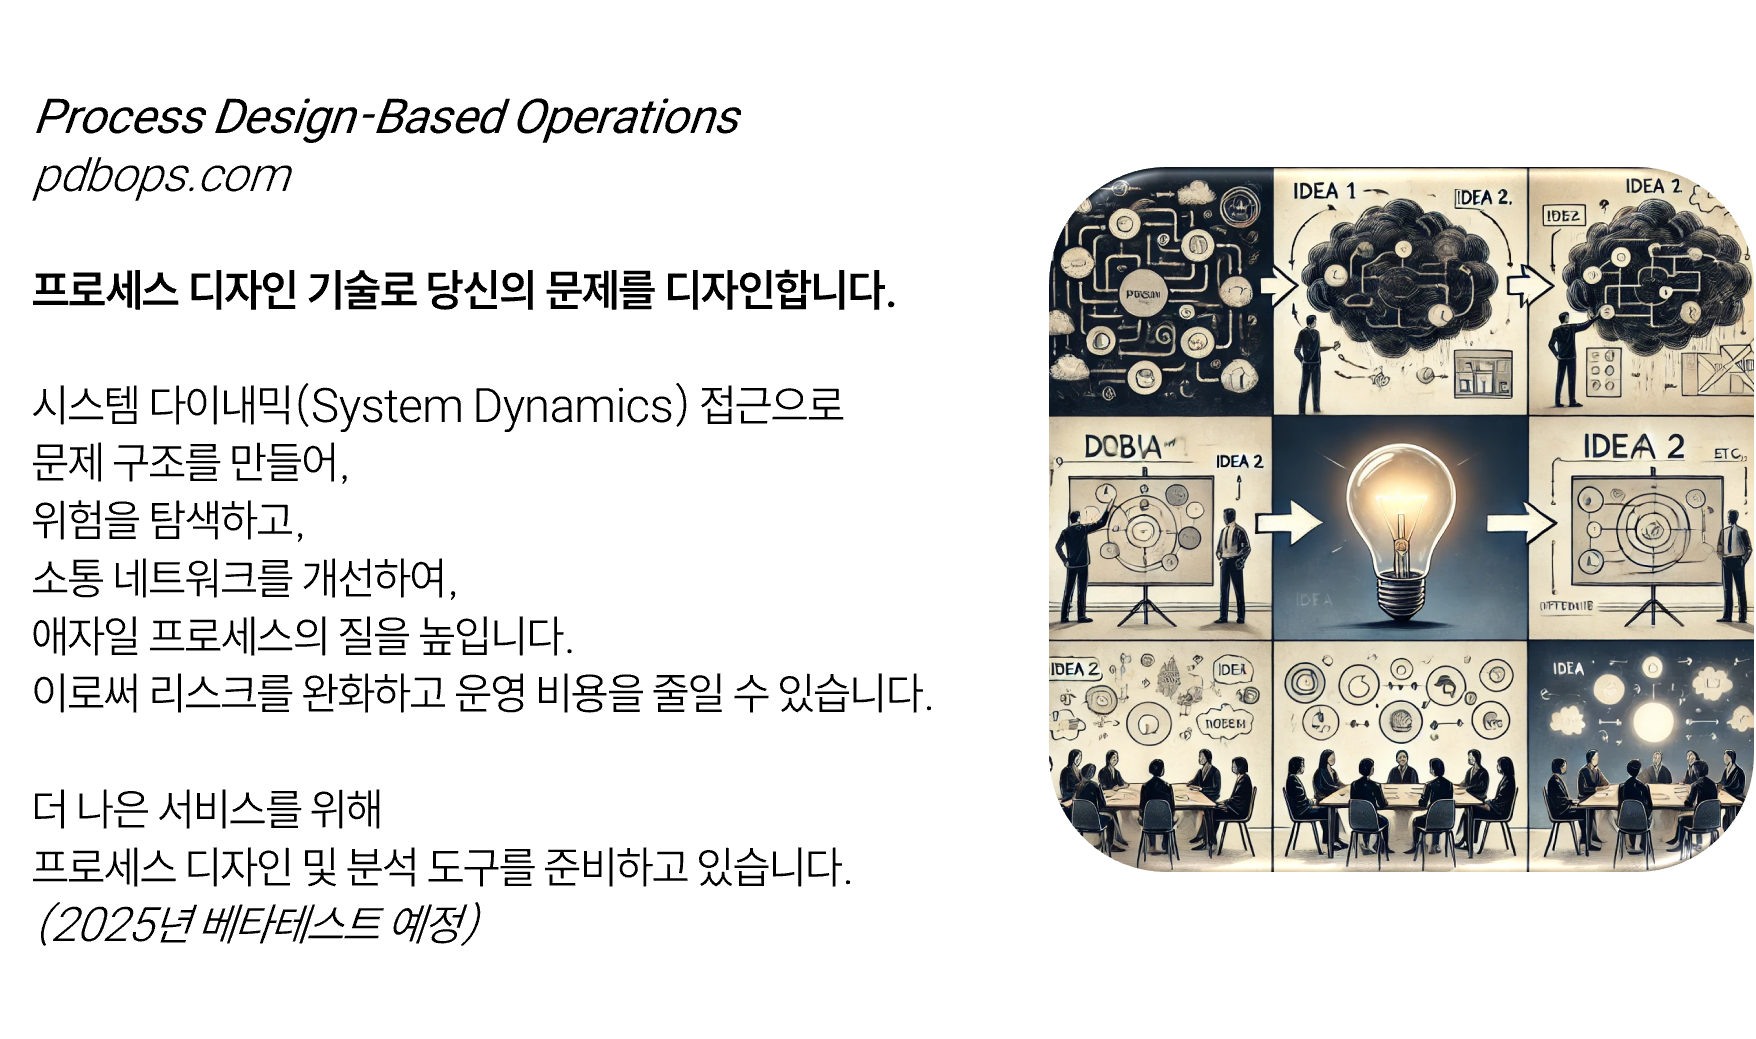 Process Design-Based Operations
pdbops.com
프로세스 디자인 기술로 당신의 문제를 디자인합니다.
시스템 다이내믹(System Dynamics) 접근으로
문제 구조를 만들어,
위험을 탐색하고,
소통 네트워크를 개선하여,
애자일 프로세스의 질을 높입니다.
이로써 리스크를 완화하고 운영 비용을 줄일 수 있습니다.
더 나은 서비스를 위해
프로세스 디자인 및 분석 도구를 준비하고 있습니다.
(2025년 베타테스트 예정)
IDEA 1
IDEA 2.
IDEA 2
IDEZ
DOBIA
IDEA 2
IDEA
IDEA 2
ETC
IDEA 2
IDEA
IDEA